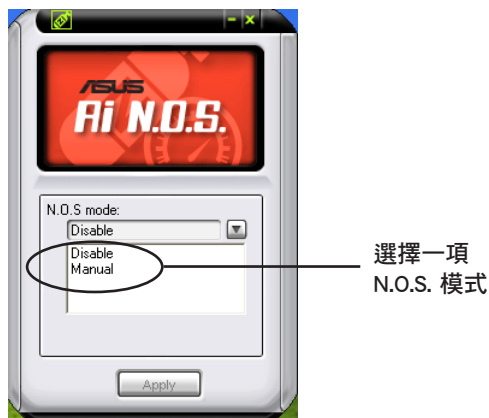 ASUS
Ai N.O.S.
N.O.S mode:
Disable
Disable
Manual
選擇一項
N.O.S. 模式
Apply